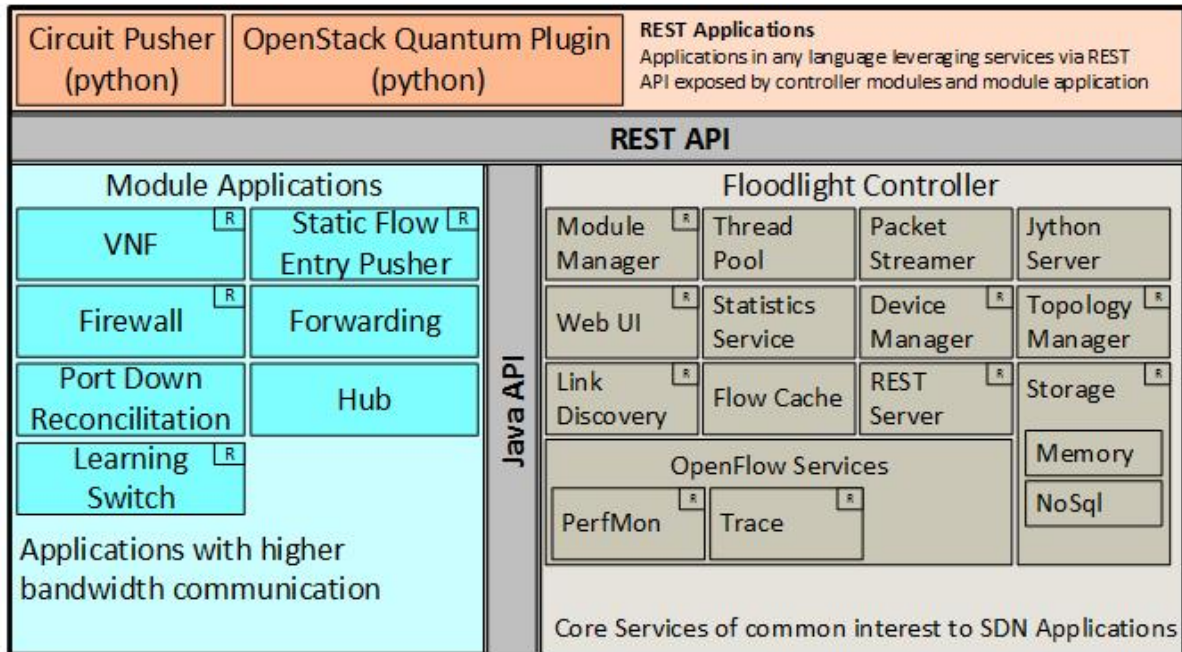 Circuit Pusher
(python)
OpenStack Quantum Plugin
(python)
REST Applications
Applications in any language leveraging services via REST
API exposed by controller modules and module application
REST API
Module Applications
VNF
R
Static Flow
Entry Pusher
R
Firewall
R
Forwarding
Port Down
Reconcilitation
Hub
Learning
Switch
R
Applications with higher
bandwidth communication
Java API
Floodlight Controller
Module
Manager
R
Thread
Pool
Packet
Streamer
Jython
Server
Web UI
R
Statistics
Service
Device
Manager
R
Topology
Manager
R
Link
Discovery
R
Flow Cache
REST
Server
R
Storage
R
Memory
NoSql
OpenFlow Services
PerfMon
R
Trace
R
Core Services of common interest to SDN Applications